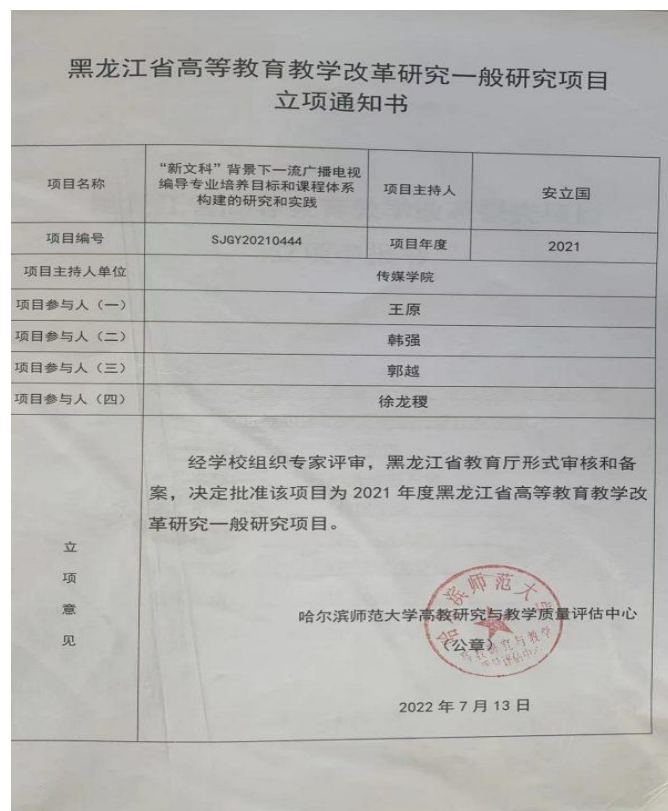 黑龙江省高等教育教学改革研究一般研究项目
立项通知书
项目名称
“新文科”背景下一流广播电视
编导专业培养目标和课程体系
构建的研究和实践
项目主持人
安立国
项目编号
SJGY20210444
项目年度
2021
项目主持人单位
传媒学院
项目参与人（一）
王原
项目参与人（二）
韩强
项目参与人（三）
郭越
项目参与人（四）
徐龙稷
立
项
意
见
经学校组织专家评审，黑龙江省教育厅形式审核和备
案，决定批准该项目为 2021 年度黑龙江省高等教育教学改
革研究一般研究项目。
哈尔滨师范大学高教研究与教学质量评估中心
（公章）
2022 年 7 月 13 日